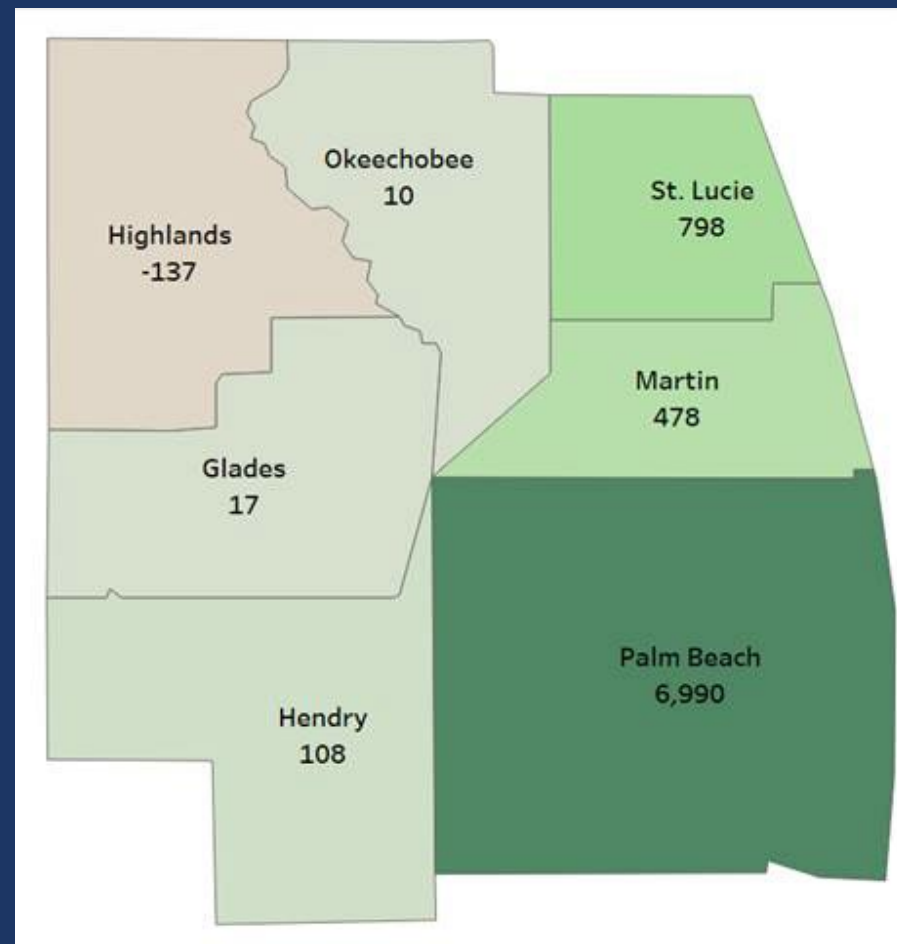 Okeechobee
10
St. Lucie
798
Highlands
-137
Martin
478
Glades
17
Palm Beach
6,990
Hendry
108